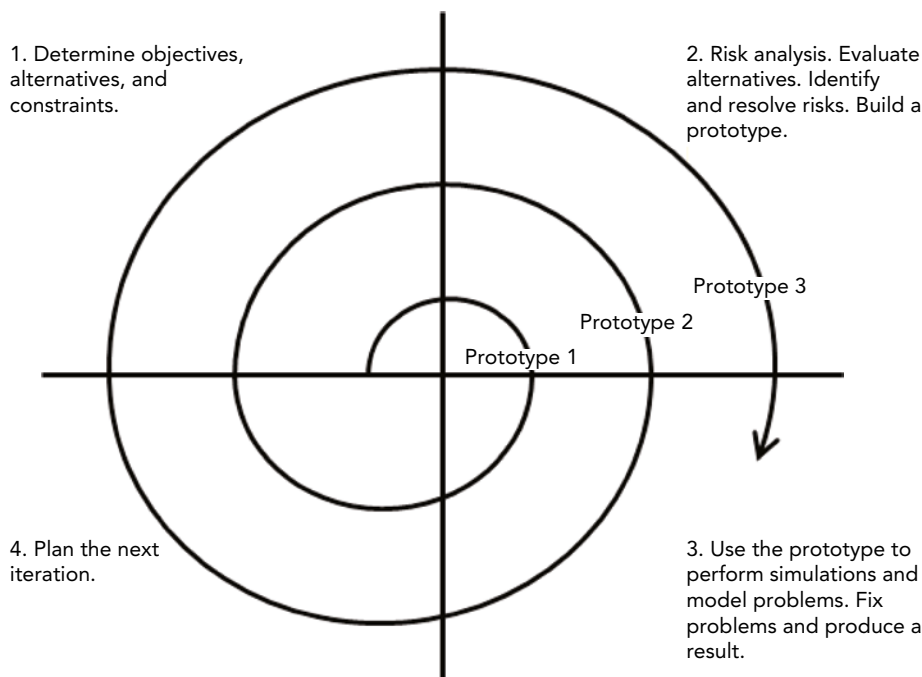 1. Determine objectives,
alternatives, and
constraints.
2. Risk analysis. Evaluate
alternatives. Identify
and resolve risks. Build a
prototype.
Prototype 3
Prototype 2
Prototype 1
4. Plan the next
iteration.
3. Use the prototype to
perform simulations and
model problems. Fix
problems and produce a
result.